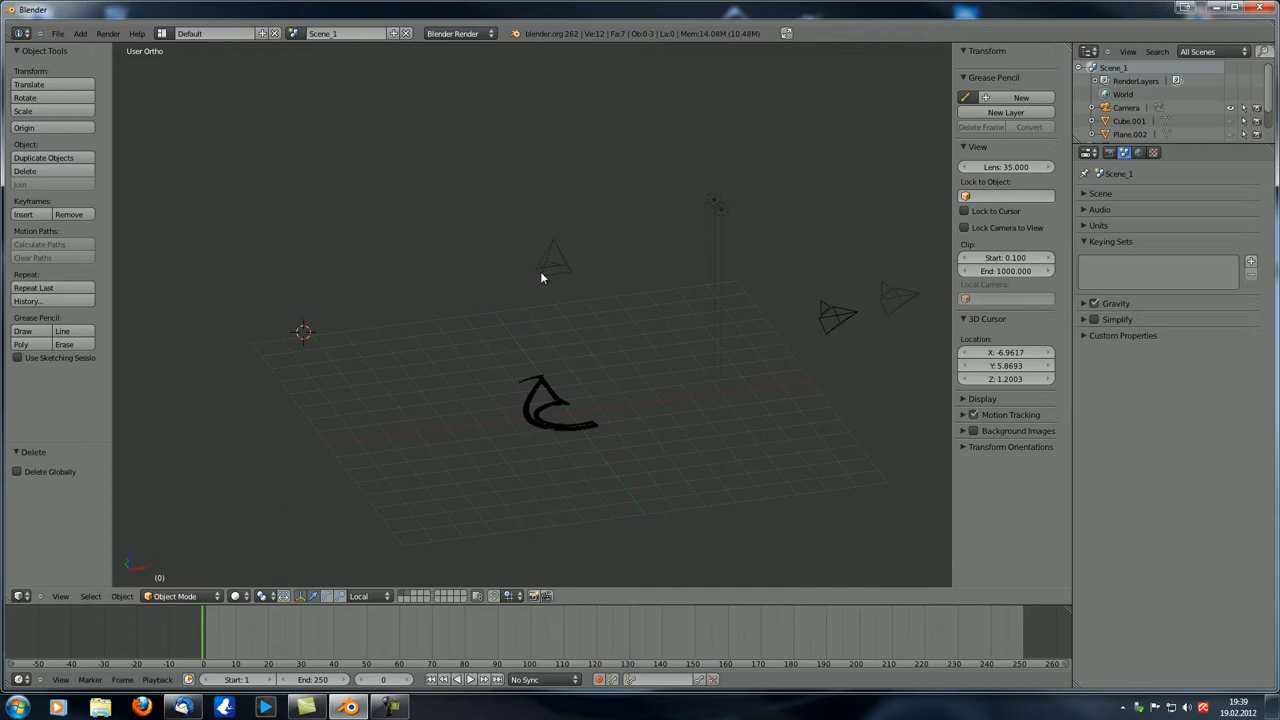 Blender
File Add Render Help Default Scene_1 Blender Render blender.org 262 | Ve:12 | Fa:7 | Ob:0-3 | La:0 | Mem:14.08M (10.48M)
Object Tools
Transform:
Translate
Rotate
Scale
Origin
Object:
Duplicate Objects
Delete
Join
Keyframes:
Insert Remove
Motion Paths:
Calculate Paths
Clear Paths
Repeat:
Repeat Last
History...
Grease Pencil:
Draw Line
Poly Erase
Use Sketching Sessio
Delete
Delete Globally
User Ortho
(0)
Transform
Grease Pencil
New
New Layer
Delete Frame Convert
View
Lens: 35.000
Lock to Object:
Lock to Cursor
Lock Camera to View
Clip:
Start: 0.100
End: 1000.000
Local Camera:
3D Cursor
Location:
X: -6.9617
Y: 5.8693
Z: 1.2003
Display
Motion Tracking
Background Images
Transform Orientations
View Search All Scenes
Scene_1
RenderLayers
World
Camera
Cube.001
Plane.002
Scene_1
Scene
Audio
Units
Keying Sets
Gravity
Simplify
Custom Properties
View Select Object Object Mode Local
-50 -40 -30 -20 -10 0 10 20 30 40 50 60 70 80 90 100 110 120 130 140 150 160 170 180 190 200 210 220 230 240 250 260
View Marker Frame Playback Start: 1 End: 250 0 No Sync
19:39
19.02.2012